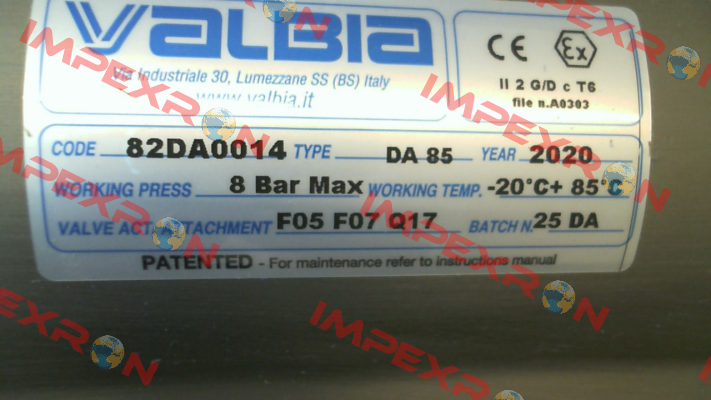 VALBIA
Via Industriale 30, Lumezzane SS (BS) Italy
www.valbia.it
CE Ex
II 2 G/D c T6
file n.A0303
CODE 82DA0014 TYPE DA 85 YEAR 2020
WORKING PRESS 8 Bar Max WORKING TEMP. -20°C+ 85°C
VALVE ACT. ATTACHMENT F05 F07 Q17 BATCH N. 25 DA
PATENTED - For maintenance refer to instructions manual
IMPEXRON
IMPEXRON
IMPEXRON
IMPEXRON
IMPEXRON